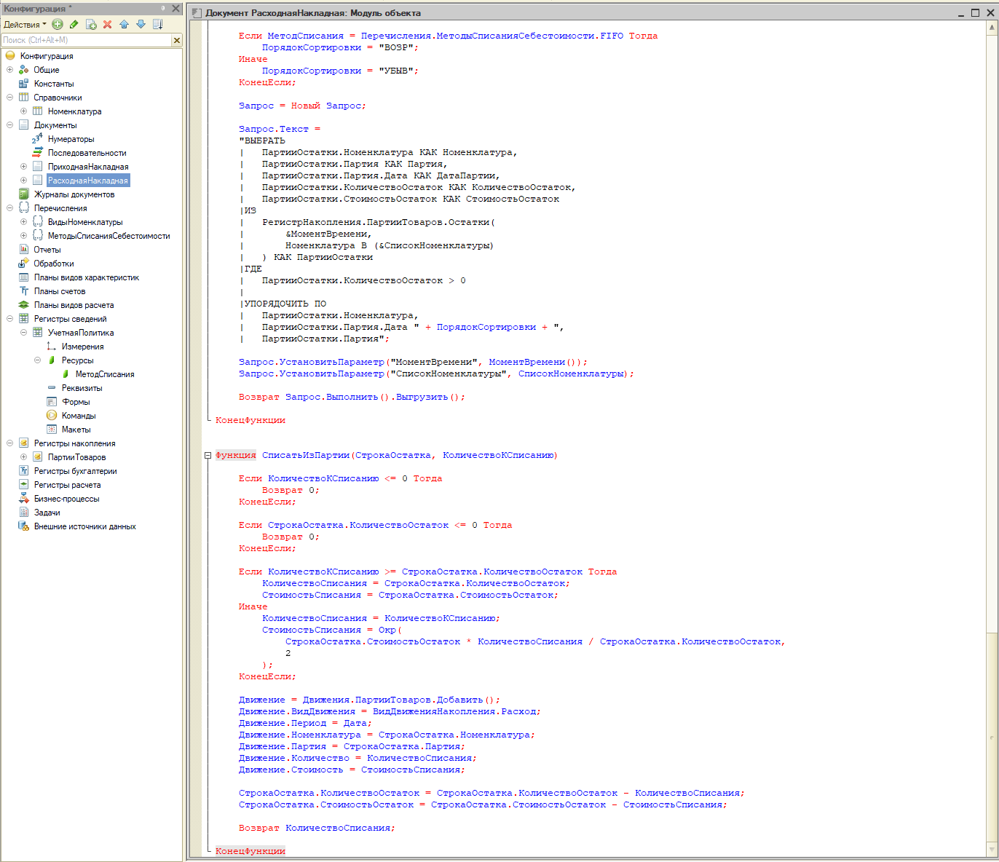 Конфигурация *
Действия
Поиск (Ctrl+Alt+M)
Конфигурация
Общие
Константы
Справочники
Номенклатура
Документы
Нумераторы
Последовательности
ПриходнаяНакладная
РасходнаяНакладная
Журналы документов
Перечисления
ВидыНоменклатуры
МетодыСписанияСебестоимости
Отчеты
Обработки
Планы видов характеристик
Планы счетов
Планы видов расчета
Регистры сведений
УчетнаяПолитика
Измерения
Ресурсы
МетодСписания
Реквизиты
Формы
Команды
Макеты
Регистры накопления
ПартииТоваров
Регистры бухгалтерии
Регистры расчета
Бизнес-процессы
Задачи
Внешние источники данных
Документ РасходнаяНакладная: Модуль объекта
Если МетодСписания = Перечисления.МетодыСписанияСебестоимости.FIFO Тогда
ПорядокСортировки = "ВОЗР";
Иначе
ПорядокСортировки = "УБЫВ";
КонецЕсли;
Запрос = Новый Запрос;
Запрос.Текст =
"ВЫБРАТЬ
|   ПартииОстатки.Номенклатура КАК Номенклатура,
|   ПартииОстатки.Партия КАК Партия,
|   ПартииОстатки.Партия.Дата КАК ДатаПартии,
|   ПартииОстатки.КоличествоОстаток КАК КоличествоОстаток,
|   ПартииОстатки.СтоимостьОстаток КАК СтоимостьОстаток
|ИЗ
|   РегистрНакопления.ПартииТоваров.Остатки(
|       &МоментВремени,
|       Номенклатура В (&СписокНоменклатуры)
|   ) КАК ПартииОстатки
|ГДЕ
|   ПартииОстатки.КоличествоОстаток > 0
|
|УПОРЯДОЧИТЬ ПО
|   ПартииОстатки.Номенклатура,
|   ПартииОстатки.Партия.Дата " + ПорядокСортировки + ",
|   ПартииОстатки.Партия";
Запрос.УстановитьПараметр("МоментВремени", МоментВремени());
Запрос.УстановитьПараметр("СписокНоменклатуры", СписокНоменклатуры);
Возврат Запрос.Выполнить().Выгрузить();
КонецФункции
Функция СписатьИзПартии(СтрокаОстатка, КоличествоКСписанию)
Если КоличествоКСписанию <= 0 Тогда
Возврат 0;
КонецЕсли;
Если СтрокаОстатка.КоличествоОстаток <= 0 Тогда
Возврат 0;
КонецЕсли;
Если КоличествоКСписанию >= СтрокаОстатка.КоличествоОстаток Тогда
КоличествоСписания = СтрокаОстатка.КоличествоОстаток;
СтоимостьСписания = СтрокаОстатка.СтоимостьОстаток;
Иначе
КоличествоСписания = КоличествоКСписанию;
СтоимостьСписания = Окр(
СтрокаОстатка.СтоимостьОстаток * КоличествоСписания / СтрокаОстатка.КоличествоОстаток,
2
);
КонецЕсли;
Движение = Движения.ПартииТоваров.Добавить();
Движение.ВидДвижения = ВидДвиженияНакопления.Расход;
Движение.Период = Дата;
Движение.Номенклатура = СтрокаОстатка.Номенклатура;
Движение.Партия = СтрокаОстатка.Партия;
Движение.Количество = КоличествоСписания;
Движение.Стоимость = СтоимостьСписания;
СтрокаОстатка.КоличествоОстаток = СтрокаОстатка.КоличествоОстаток - КоличествоСписания;
СтрокаОстатка.СтоимостьОстаток = СтрокаОстатка.СтоимостьОстаток - СтоимостьСписания;
Возврат КоличествоСписания;
КонецФункции